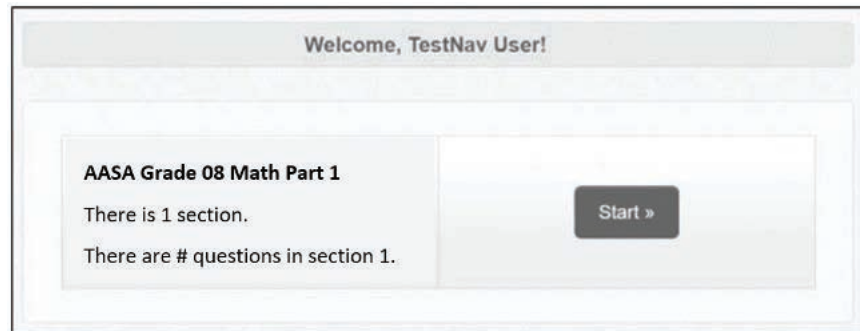 Welcome, TestNav User!
AASA Grade 08 Math Part 1
There is 1 section.
Start »
There are # questions in section 1.